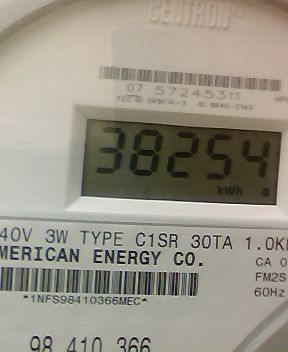 CENTRON®
07 57245311
38254
kWh
40V 3W TYPE C1SR 30TA 1.0K
MERICAN ENERGY CO.
CA 0
FM2S
60Hz
*1NFS98410366MEC*
98 410 366